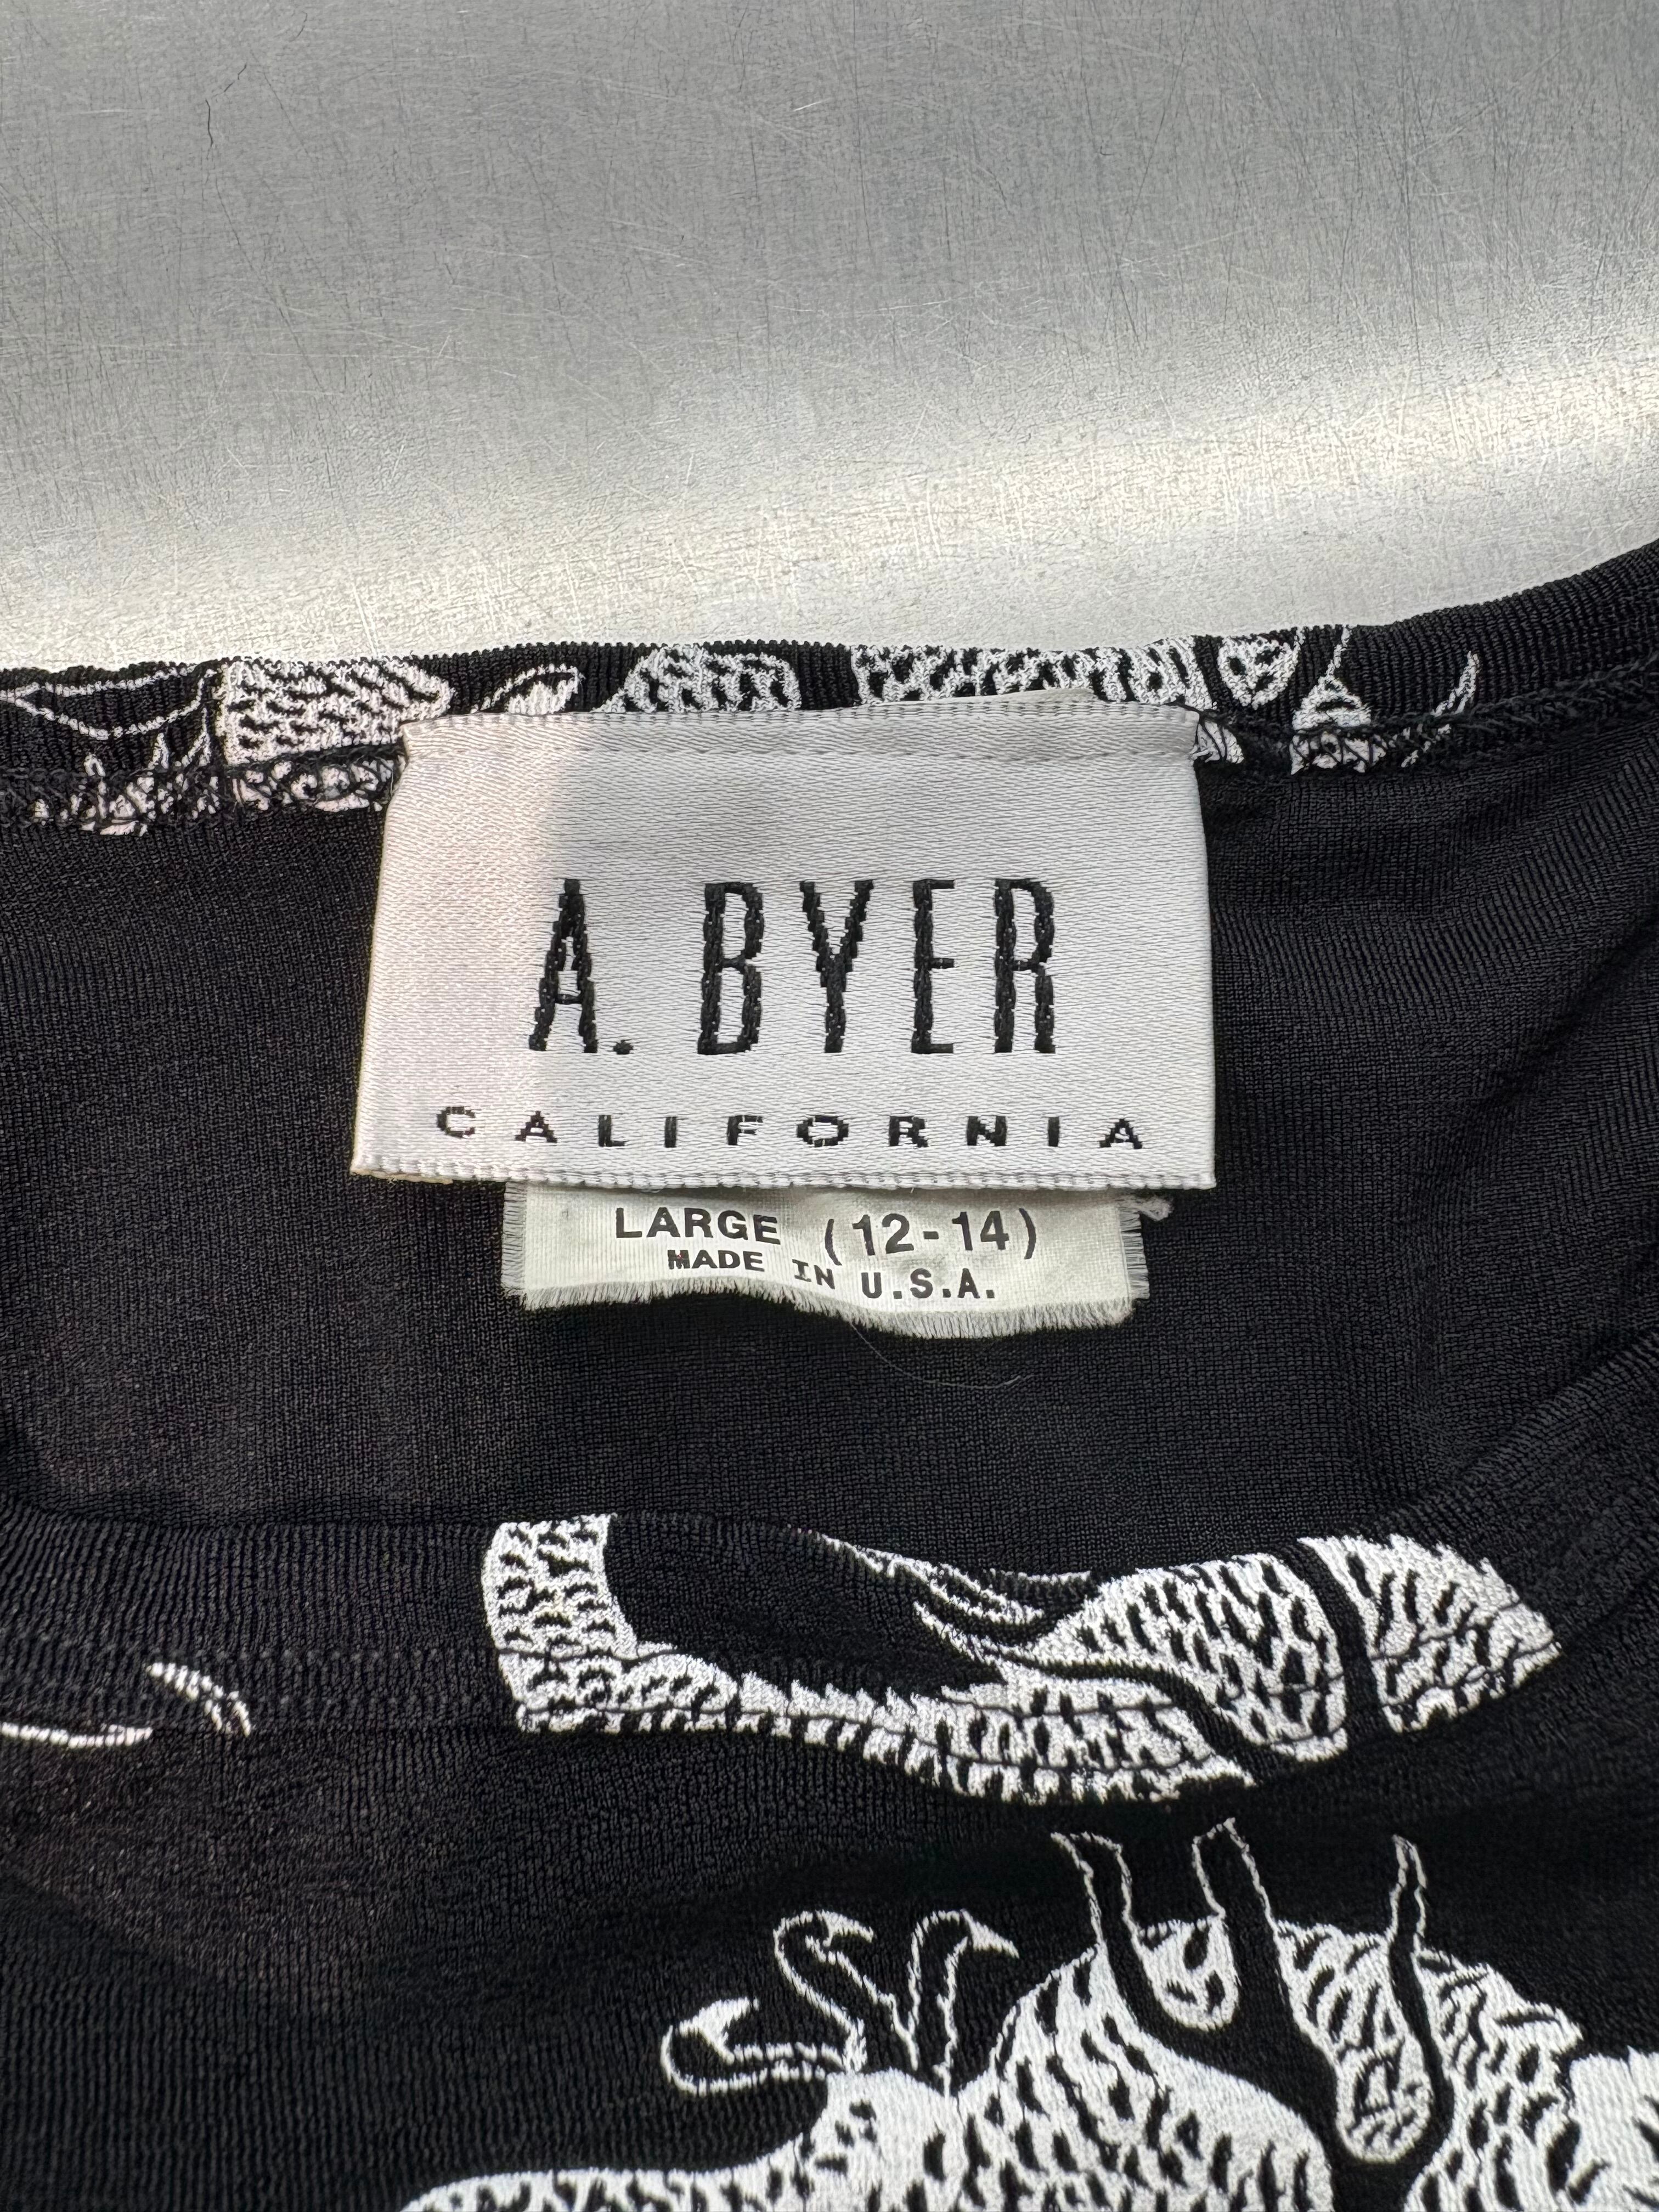 A. BYER
CALIFORNIA
LARGE (12-14)
MADE IN U.S.A.